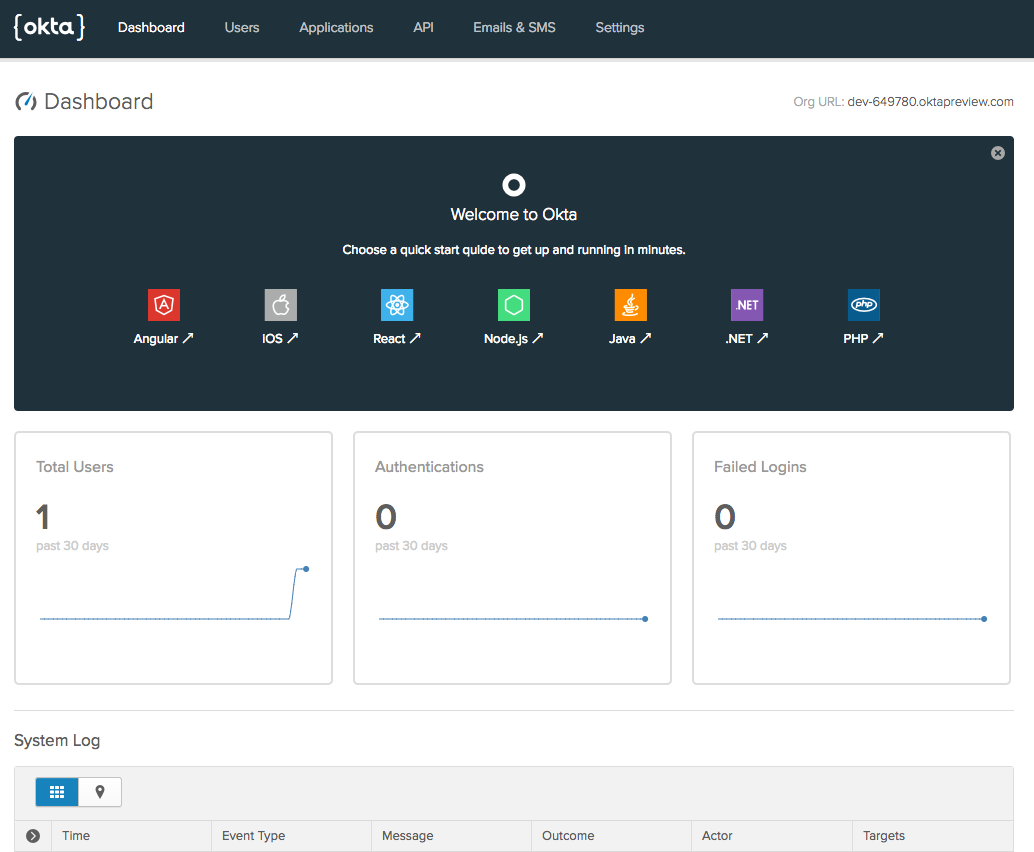 {okta} Dashboard Users Applications API Emails & SMS Settings
Dashboard Org URL: dev-649780.oktapreview.com
Welcome to Okta
Choose a quick start quide to get up and running in minutes.
.NET php
Angular iOS React Node.js Java .NET PHP
Total Users Authentications Failed Logins
1 0 0
past 30 days past 30 days past 30 days
System Log
Time Event Type Message Outcome Actor Targets